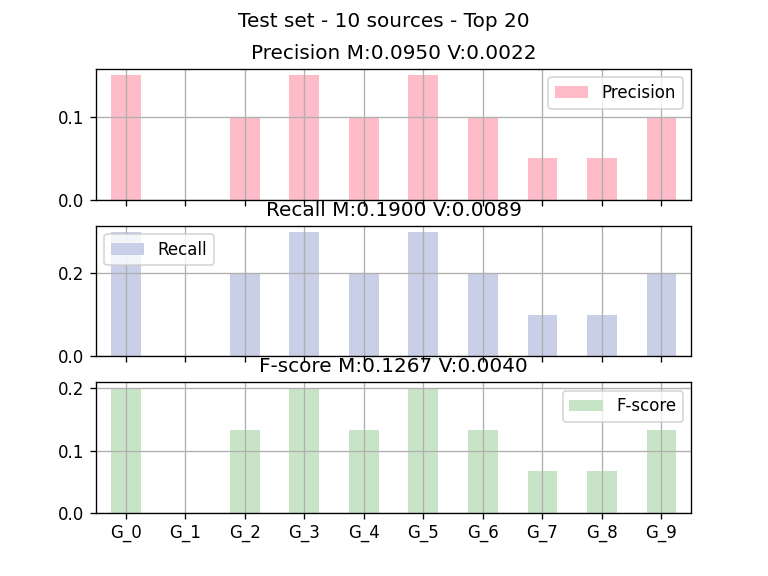 Test set - 10 sources - Top 20
Precision M:0.0950 V:0.0022
Precision
0.1
0.0
Recall M:0.1900 V:0.0089
Recall
0.2
0.0
F-score M:0.1267 V:0.0040
0.2
F-score
0.1
0.0
G_0 G_1 G_2 G_3 G_4 G_5 G_6 G_7 G_8 G_9